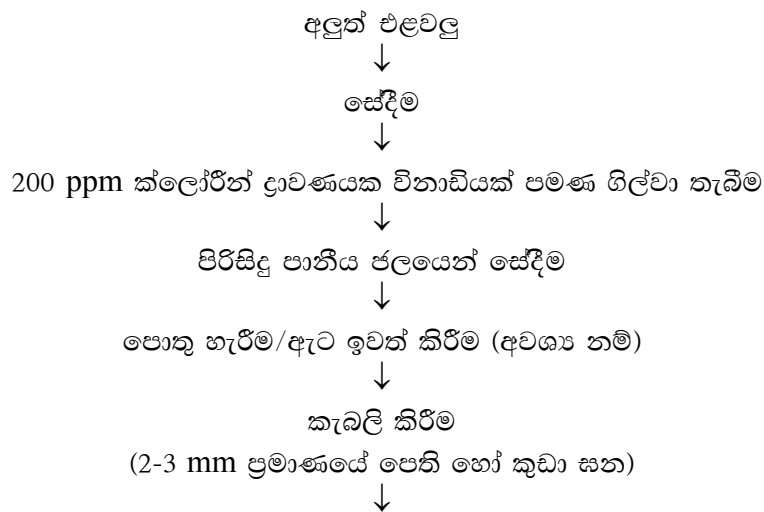 අලුත් එළවලු
↓
සේදීම
↓
200 ppm ක්ලෝරීන් ද්‍රාවණයක විනාඩියක් පමණ ගිල්වා තැබීම
↓
පිරිසිදු පානීය ජලයෙන් සේදීම
↓
පොතු හැරීම/ඇට ඉවත් කිරීම (අවශ්‍ය නම්)
↓
කැබලි කිරීම
(2-3 mm ප්‍රමාණයේ පෙති හෝ කුඩා ඝන)
↓